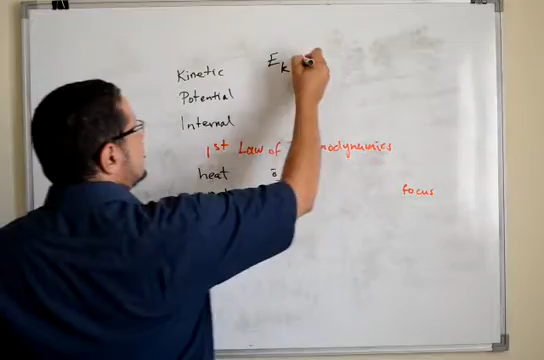 Kinetic Ek
Potential
Internal
1st Law of
heat
focus